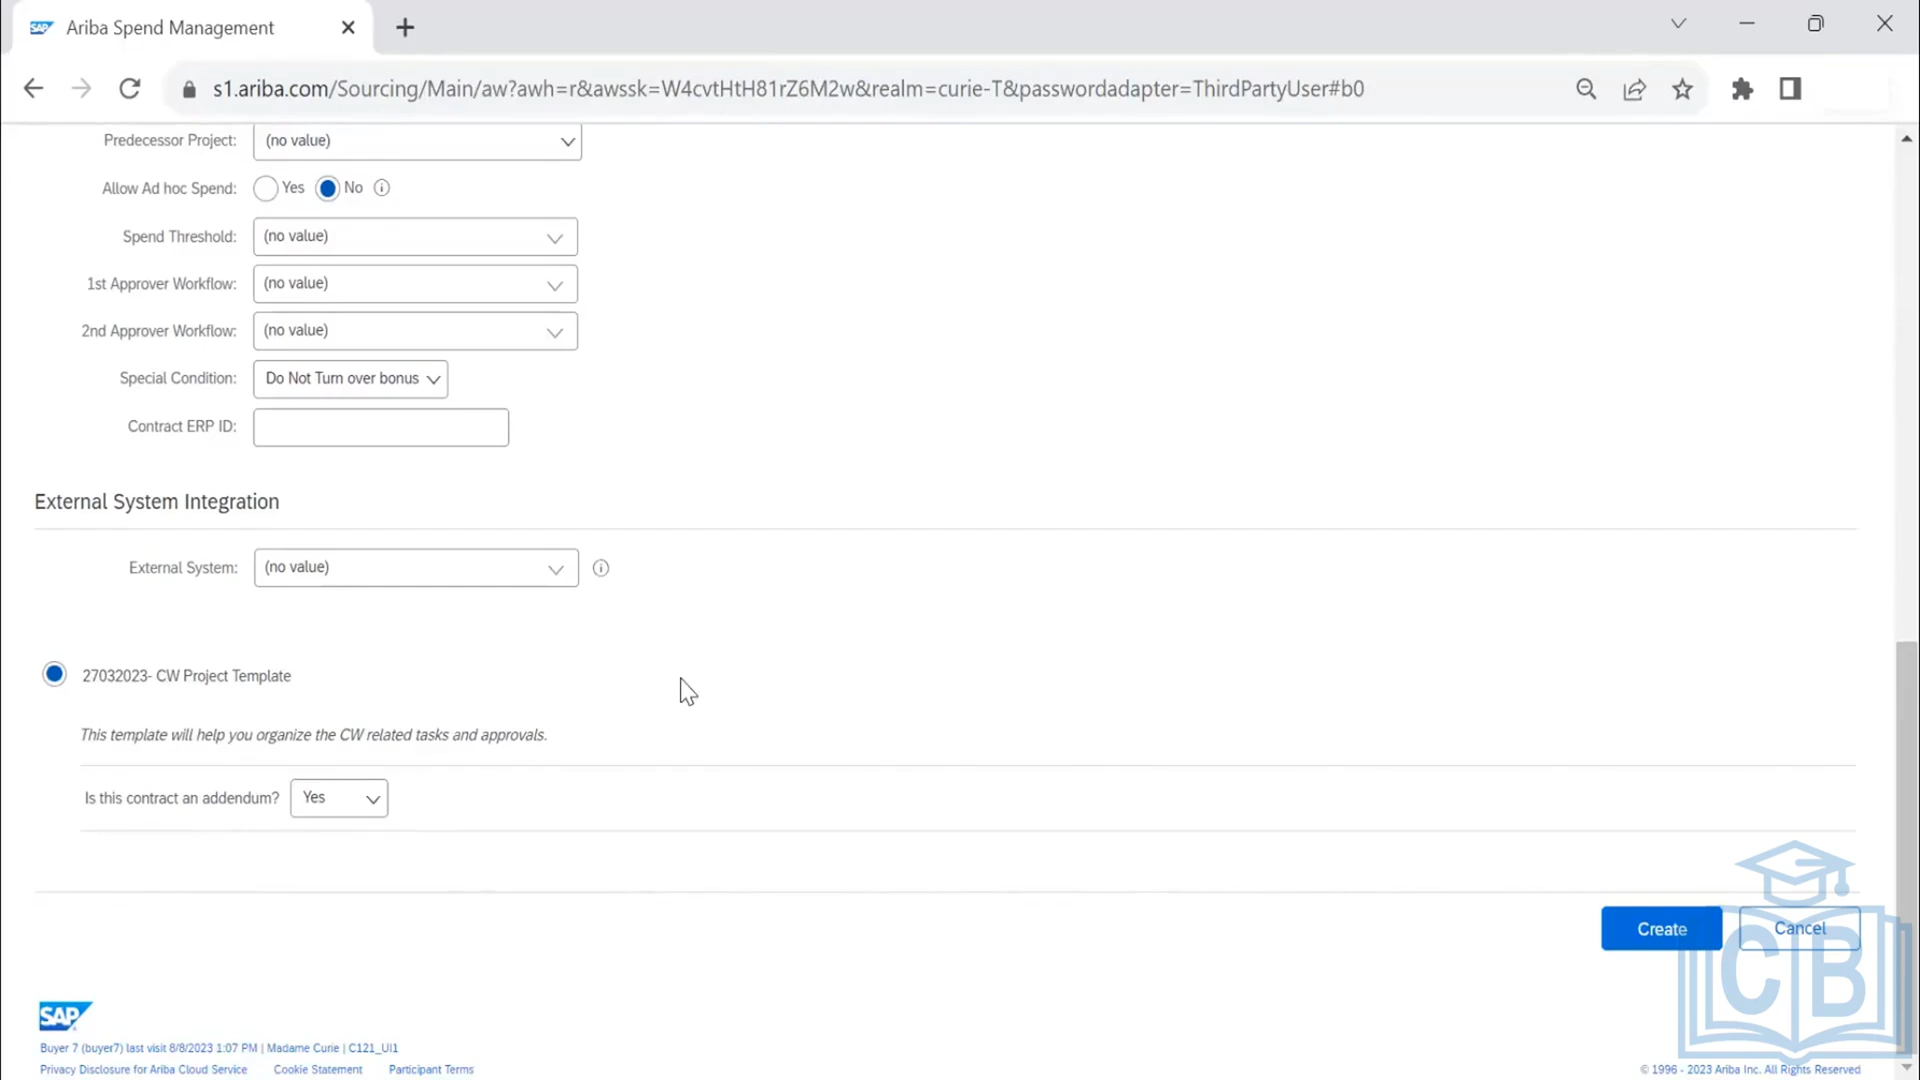 SAP Ariba Spend Management
s1.ariba.com/Sourcing/Main/aw?awh=r&awssk=W4cvtHtH81rZ6M2w&realm=curie-T&passwordadapter=ThirdPartyUser#b0
Predecessor Project: (no value)
Allow Ad hoc Spend: Yes No
Spend Threshold: (no value)
1st Approver Workflow: (no value)
2nd Approver Workflow: (no value)
Special Condition: Do Not Turn over bonus
Contract ERP ID:
External System Integration
External System: (no value)
27032023- CW Project Template
This template will help you organize the CW related tasks and approvals.
Is this contract an addendum? Yes
Create Cancel
CB
SAP
Buyer 7 (buyer7) last visit 8/8/2023 1:07 PM | Madame Curie | C121_UI1
Privacy Disclosure for Ariba Cloud Service Cookie Statement Participant Terms
© 1996 - 2023 Ariba Inc. All Rights Reserved